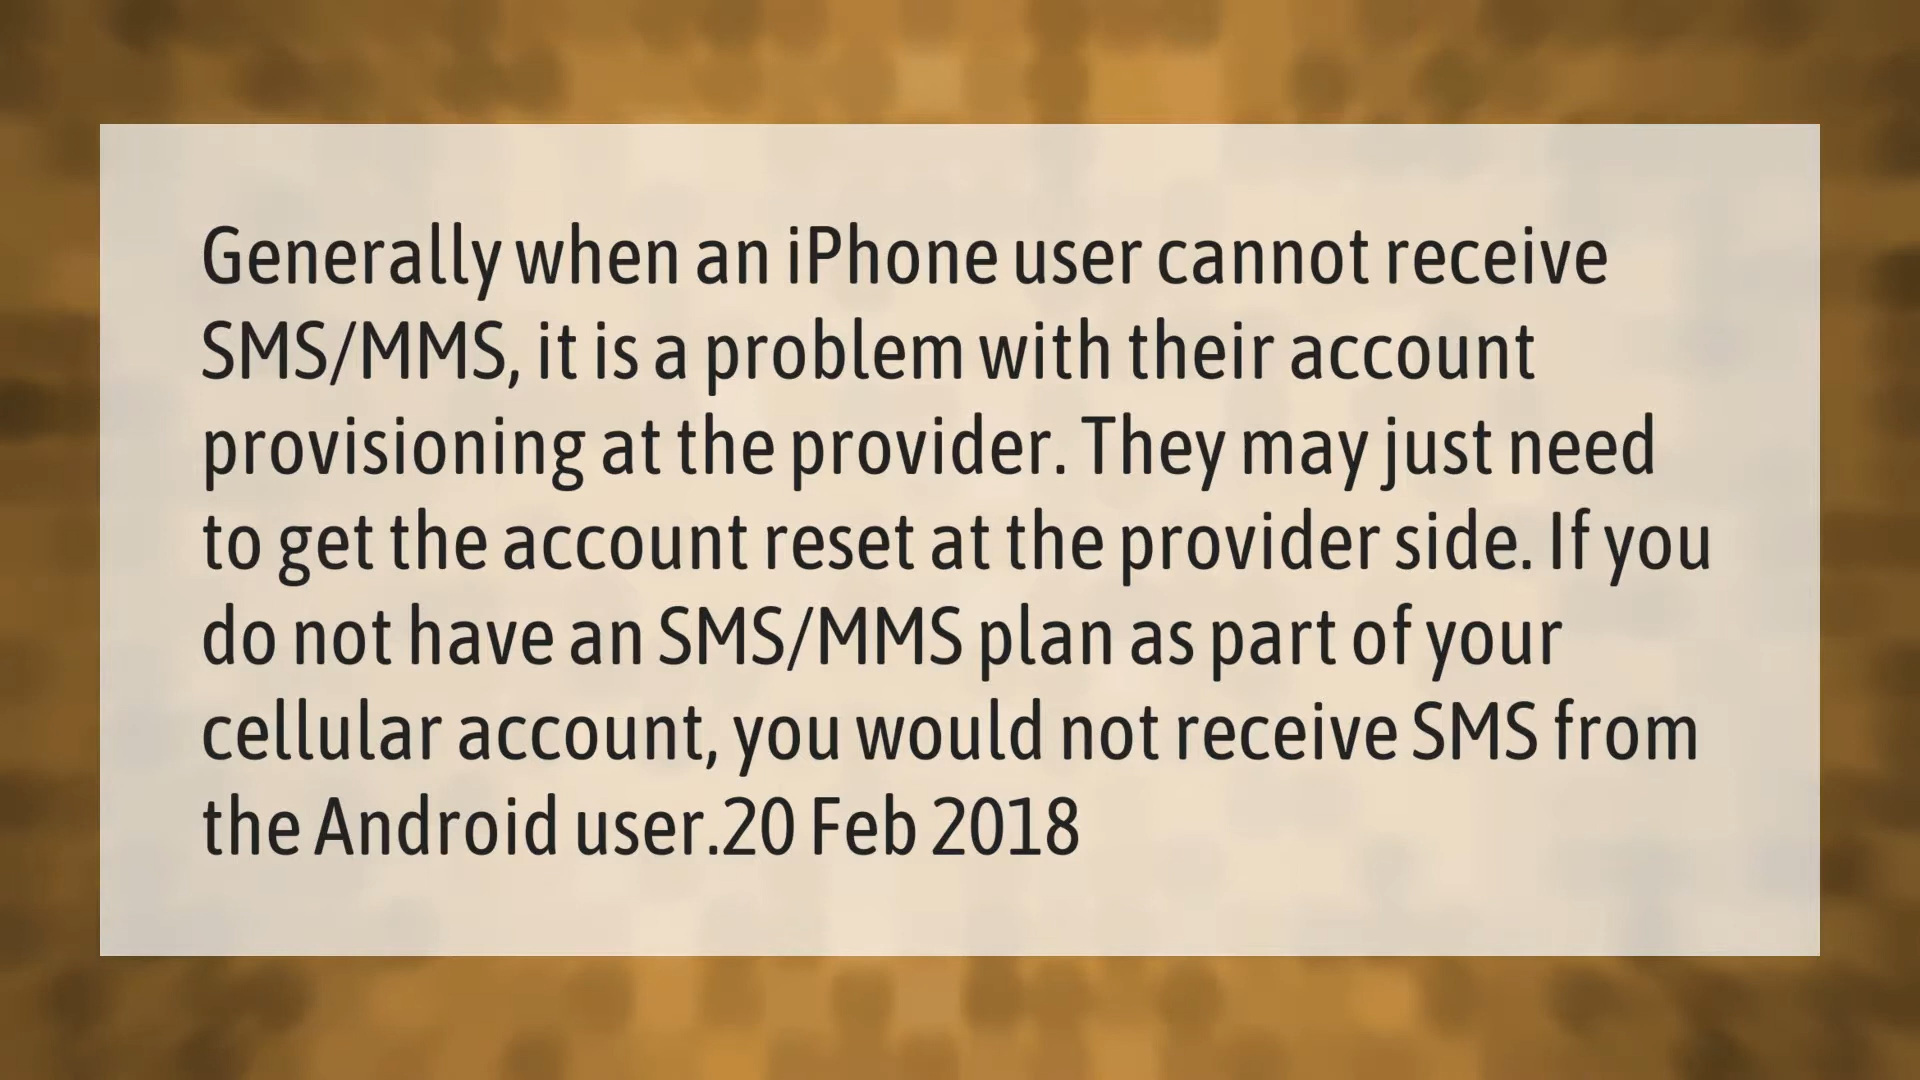 Generally when an iPhone user cannot receive
SMS/MMS, it is a problem with their account
provisioning at the provider. They may just need
to get the account reset at the provider side. If you
do not have an SMS/MMS plan as part of your
cellular account, you would not receive SMS from
the Android user.20 Feb 2018